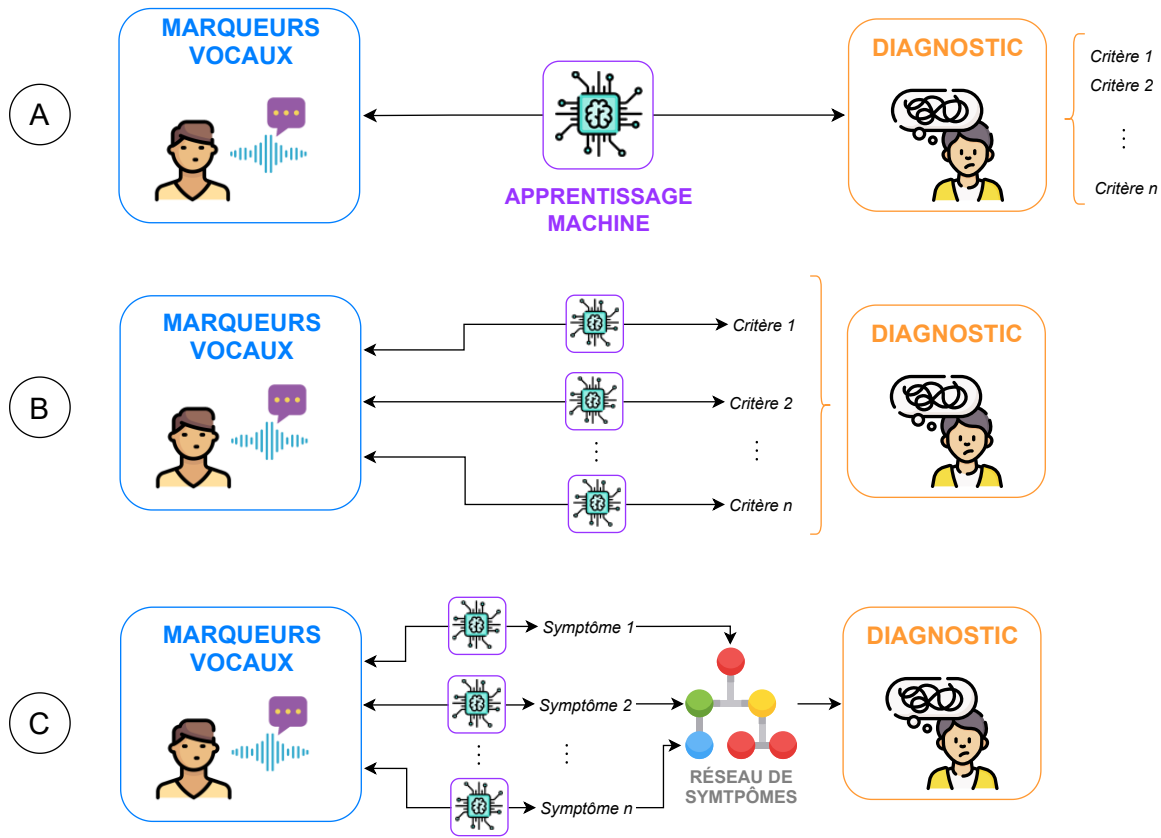 A
MARQUEURS
VOCAUX
APPRENTISSAGE
MACHINE
DIAGNOSTIC
Critère 1
Critère 2
⋮
Critère n
B
MARQUEURS
VOCAUX
Critère 1
Critère 2
⋮
⋮
Critère n
DIAGNOSTIC
C
MARQUEURS
VOCAUX
Symptôme 1
Symptôme 2
⋮
⋮
Symptôme n
RÉSEAU DE
SYMTPÔMES
DIAGNOSTIC